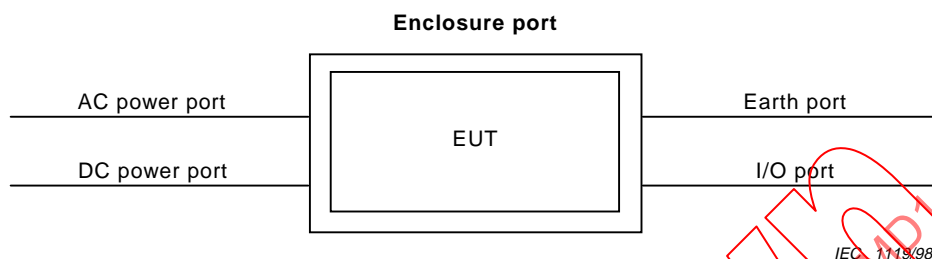 Enclosure port
AC power port
Earth port
EUT
DC power port
I/O port
IEC 1119/98